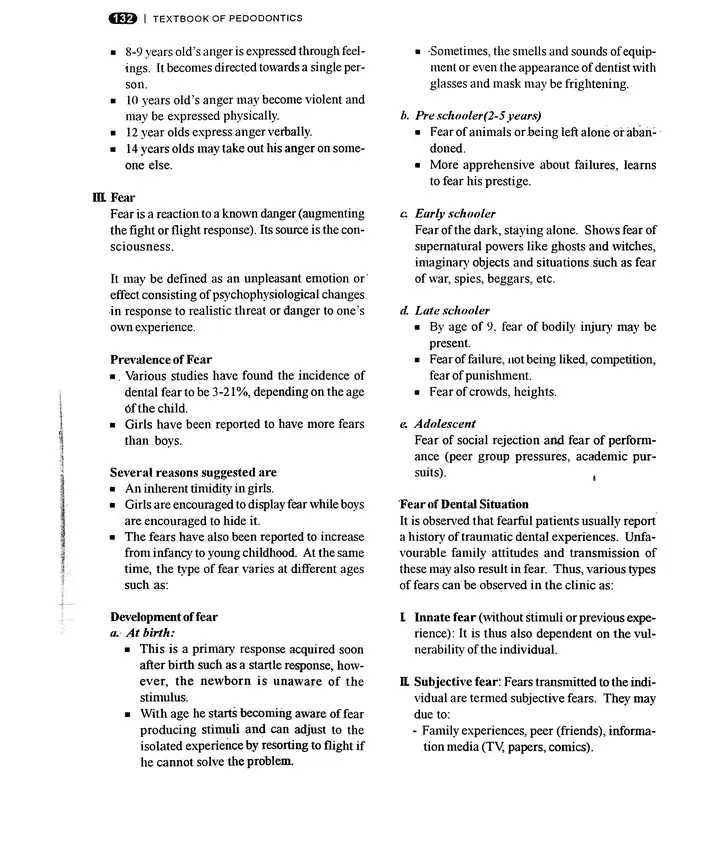 132 | TEXTBOOK OF PEDODONTICS
■ 8-9 years old's anger is expressed through feel-
ings. It becomes directed towards a single per-
son.
■ 10 years old's anger may become violent and
may be expressed physically.
■ 12 year olds express anger verbally.
■ 14 years olds may take out his anger on some-
one else.
III. Fear
Fear is a reaction to a known danger (augmenting
the fight or flight response). Its source is the con-
sciousness.
It may be defined as an unpleasant emotion or
effect consisting of psychophysiological changes
in response to realistic threat or danger to one's
own experience.
Prevalence of Fear
■ Various studies have found the incidence of
dental fear to be 3-21%, depending on the age
of the child.
■ Girls have been reported to have more fears
than boys.
Several reasons suggested are
■ An inherent timidity in girls.
■ Girls are encouraged to display fear while boys
are encouraged to hide it.
■ The fears have also been reported to increase
from infancy to young childhood. At the same
time, the type of fear varies at different ages
such as:
Development of fear
a. At birth:
■ This is a primary response acquired soon
after birth such as a startle response, how-
ever, the newborn is unaware of the
stimulus.
■ With age he starts becoming aware of fear
producing stimuli and can adjust to the
isolated experience by resorting to flight if
he cannot solve the problem.
■ Sometimes, the smells and sounds of equip-
ment or even the appearance of dentist with
glasses and mask may be frightening.
b. Pre schooler(2-5 years)
■ Fear of animals or being left alone or aban-
doned.
■ More apprehensive about failures, learns
to fear his prestige.
c. Early schooler
Fear of the dark, staying alone. Shows fear of
supernatural powers like ghosts and witches,
imaginary objects and situations such as fear
of war, spies, beggars, etc.
d. Late schooler
■ By age of 9, fear of bodily injury may be
present.
■ Fear of failure, not being liked, competition,
fear of punishment.
■ Fear of crowds, heights.
e. Adolescent
Fear of social rejection and fear of perform-
ance (peer group pressures, academic pur-
suits).
Fear of Dental Situation
It is observed that fearful patients usually report
a history of traumatic dental experiences. Unfa-
vourable family attitudes and transmission of
these may also result in fear. Thus, various types
of fears can be observed in the clinic as:
I. Innate fear (without stimuli or previous expe-
rience): It is thus also dependent on the vul-
nerability of the individual.
II. Subjective fear: Fears transmitted to the indi-
vidual are termed subjective fears. They may
due to:
- Family experiences, peer (friends), informa-
tion media (TV, papers, comics).